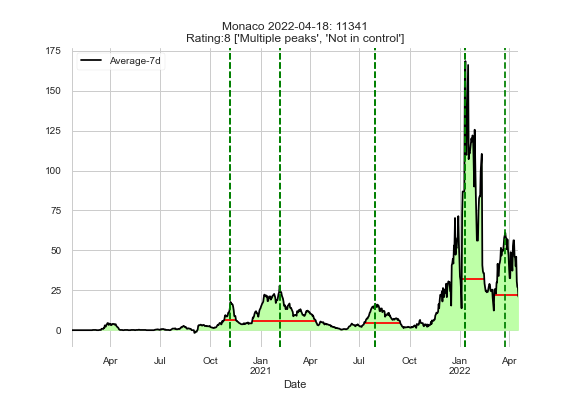 Monaco 2022-04-18: 11341
Rating:8 ['Multiple peaks', 'Not in control']
Average-7d
175
150
125
100
75
50
25
0
Apr Jul Oct Jan Apr Jul Oct Jan Apr
2021 2022
Date